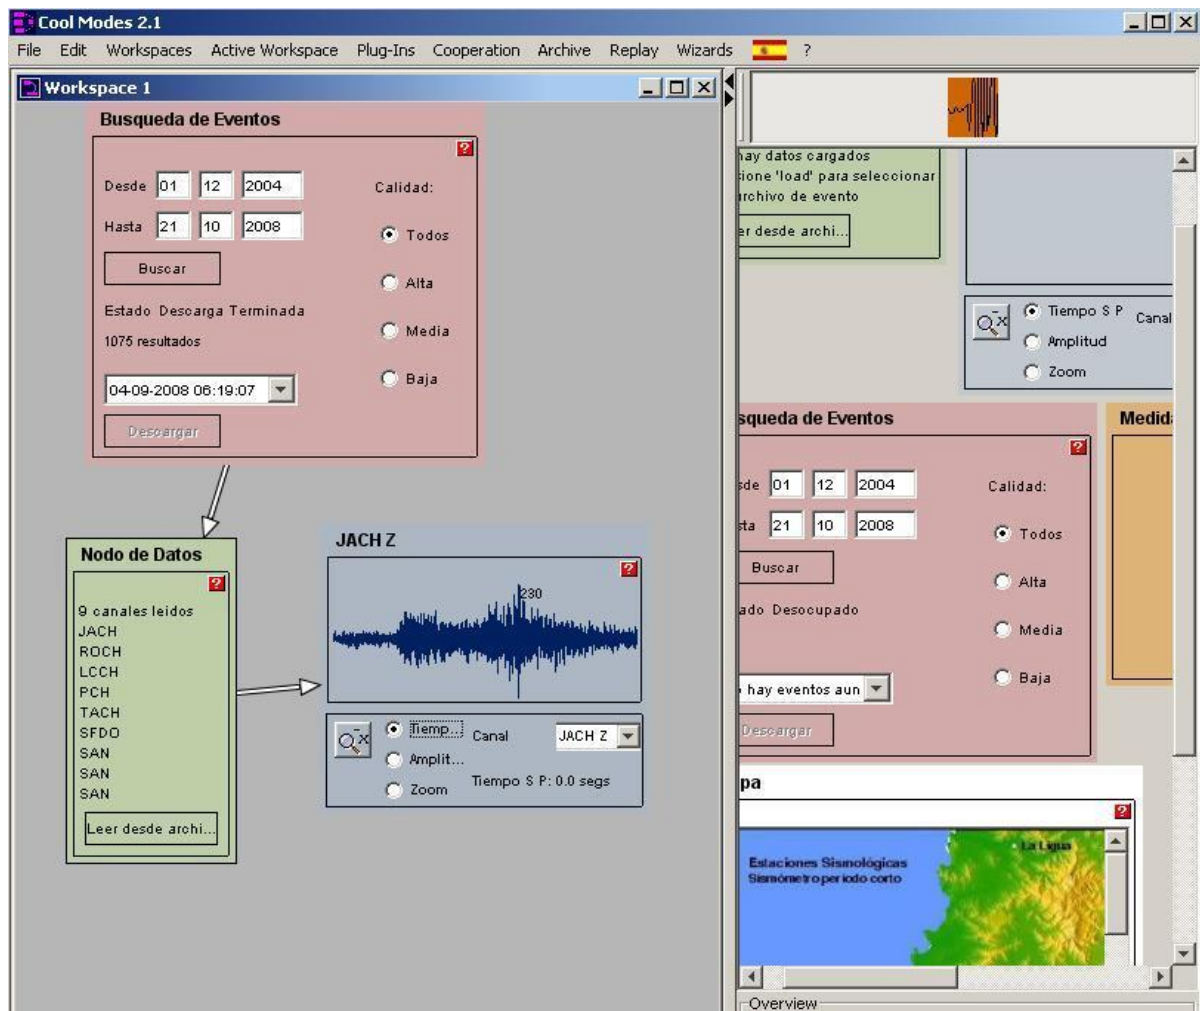 Cool Modes 2.1
File Edit Workspaces Active Workspace Plug-Ins Cooperation Archive Replay Wizards ?
Workspace 1
Busqueda de Eventos
?
Desde 01 12 2004
Hasta 21 10 2008
Buscar
Estado Descarga Terminada
1075 resultados
04-09-2008 06:19:07
Descargar
Calidad:
Todos
Alta
Media
Baja
Nodo de Datos
?
9 canales leidos
JACH
ROCH
LCCH
PCH
TACH
SFDO
SAN
SAN
SAN
Leer desde archi...
JACH Z
?
230
Tiemp...
Amplit...
Zoom
Canal JACH Z
Tiempo S P: 0.0 segs
hay datos cargados
sione 'load' para seleccionar
archivo de evento
er desde archi...
Tiempo S P
Amplitud
Zoom
Canal
squeda de Eventos
?
sde 01 12 2004
sta 21 10 2008
Buscar
ado Desocupado
hay eventos aun
Descargar
Calidad:
Todos
Alta
Media
Baja
Medida
pa
?
Estaciones Sismológicas
Sismómetro periodo corto
La Ligua
Overview